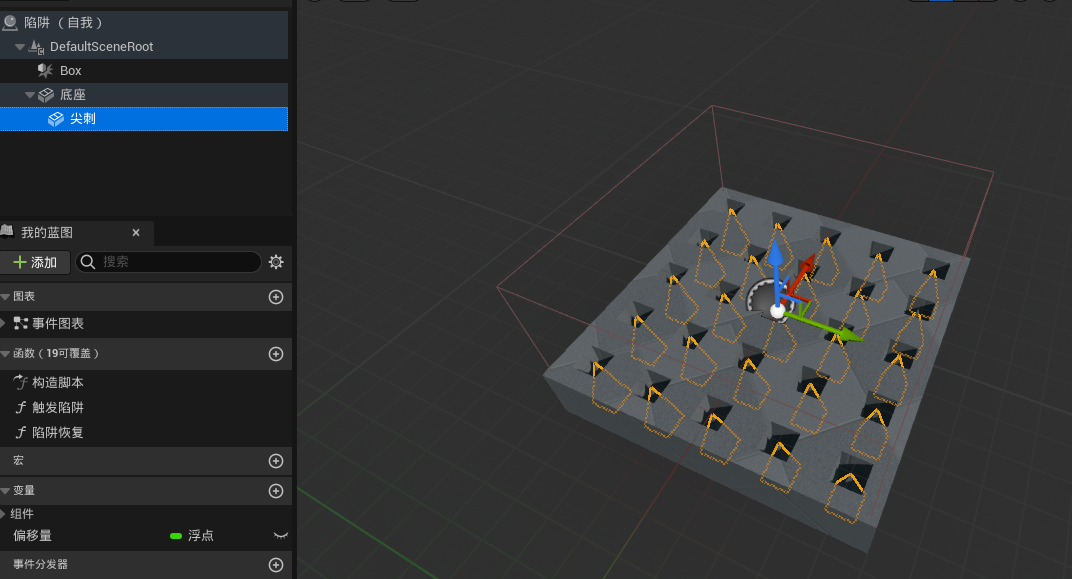 陷阱 （自我）
DefaultSceneRoot
Box
底座
尖刺
我的蓝图
添加
搜索
图表
事件图表
函数（19可覆盖）
构造脚本
触发陷阱
陷阱恢复
宏
变量
组件
偏移量 浮点
事件分发器